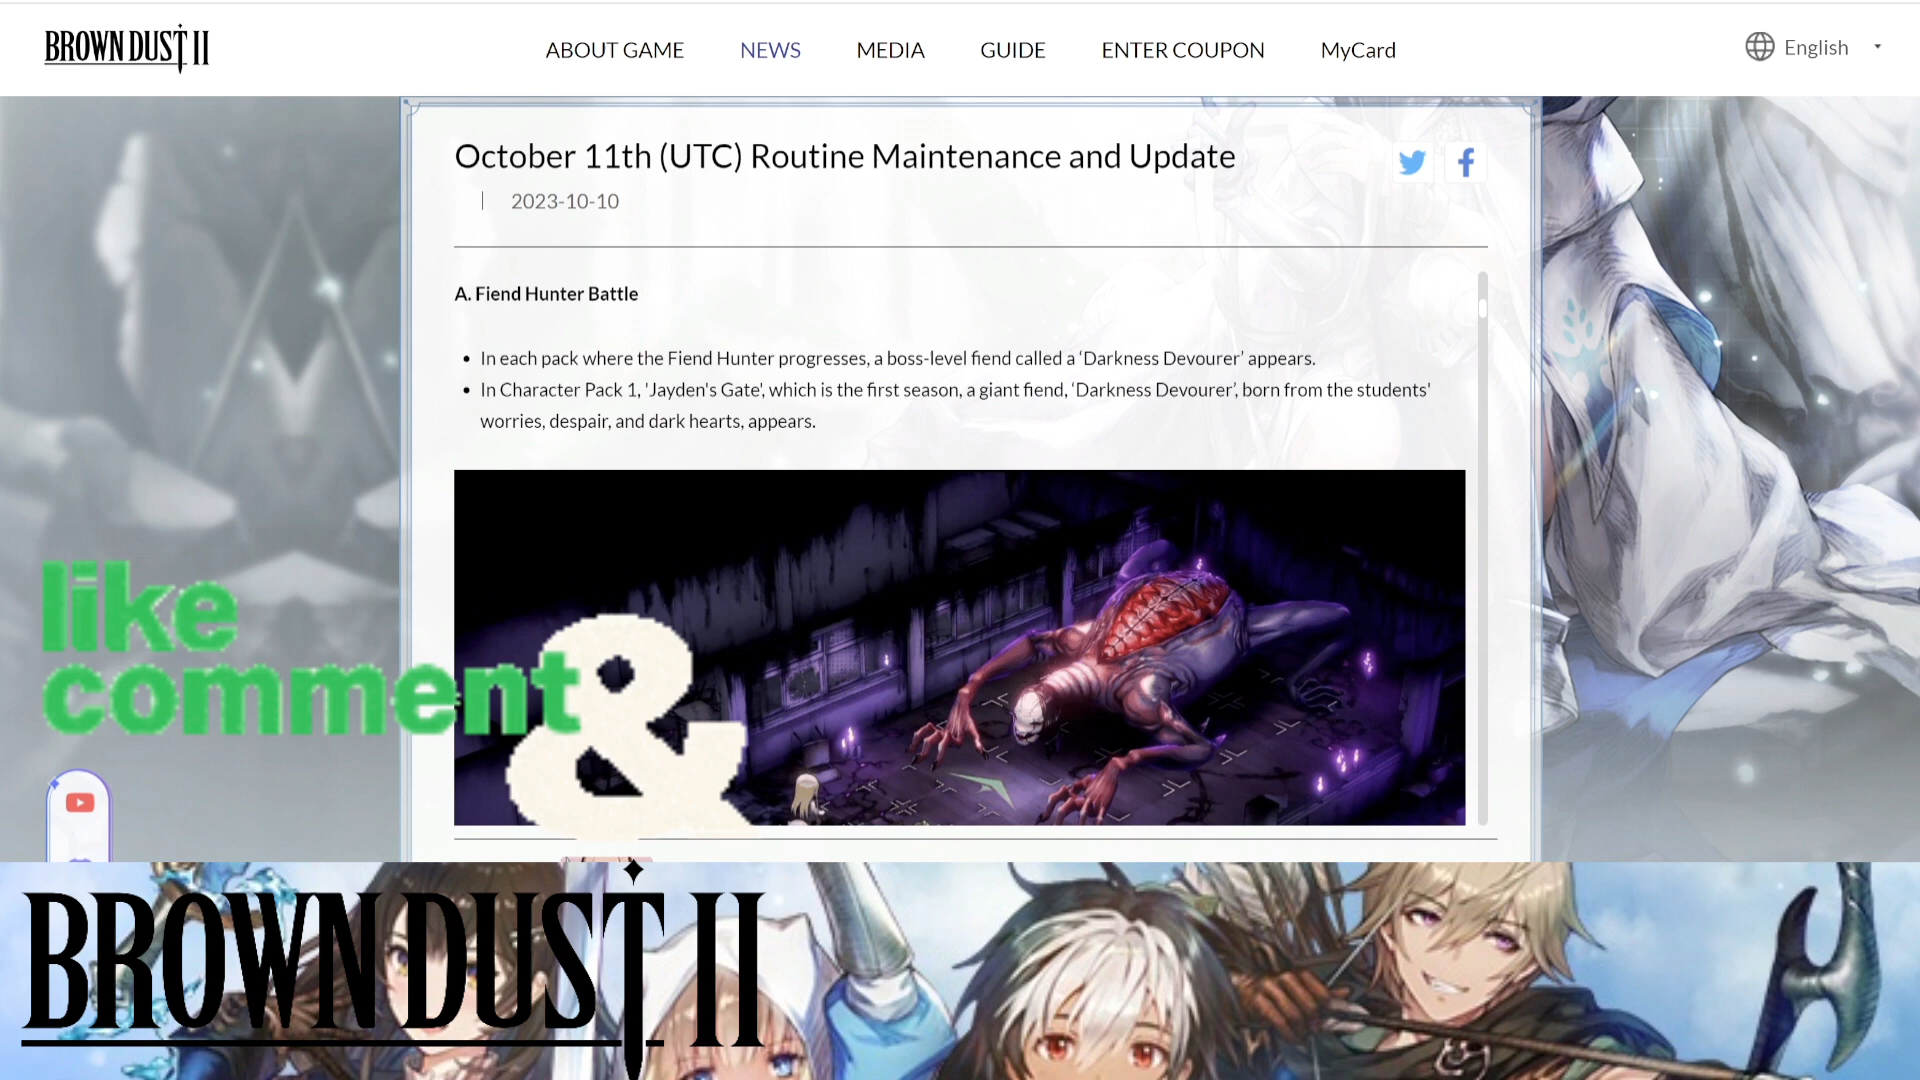 BROWN DUST II
ABOUT GAME
NEWS
MEDIA
GUIDE
ENTER COUPON
MyCard
English
October 11th (UTC) Routine Maintenance and Update
2023-10-10
A. Fiend Hunter Battle
• In each pack where the Fiend Hunter progresses, a boss-level fiend called a ‘Darkness Devourer’ appears.
• In Character Pack 1, 'Jayden's Gate', which is the first season, a giant fiend, ‘Darkness Devourer’, born from the students'
worries, despair, and dark hearts, appears.
like
comment
&
BROWN DUST II